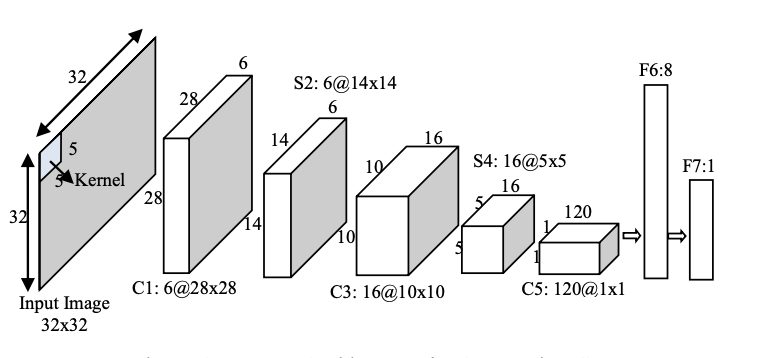 32
5
5
Kernel
32
Input Image
32x32
6
28
28
C1: 6@28x28
S2: 6@14x14
6
14
14
16
10
10
C3: 16@10x10
S4: 16@5x5
16
5
5
120
1
1
C5: 120@1x1
F6:8
F7:1